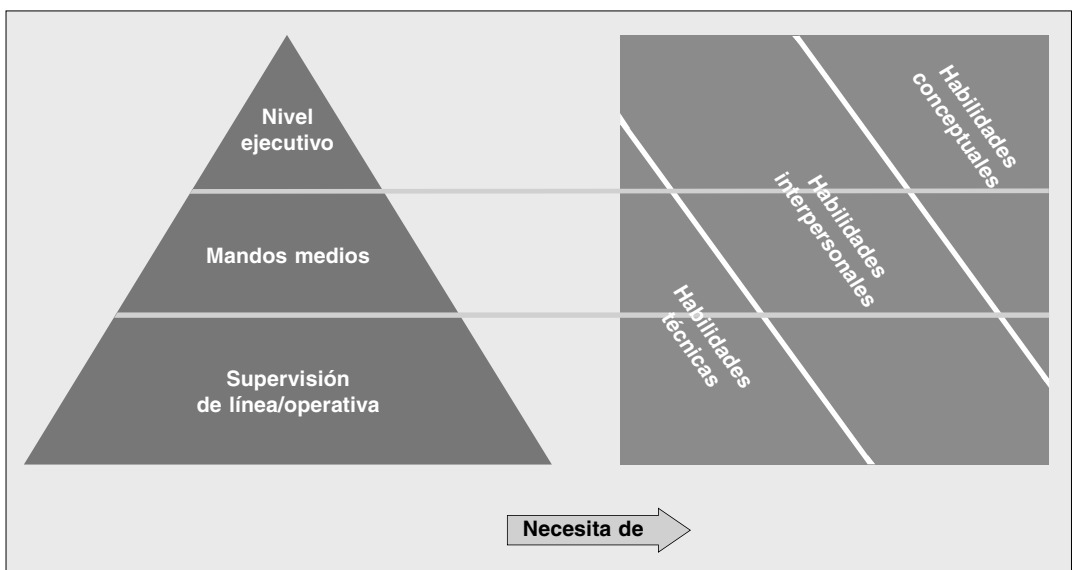 Nivel
ejecutivo
Mandos medios
Supervisión
de línea/operativa
Habilidades
conceptuales
Habilidades
interpersonales
Habilidades
técnicas
Necesita de